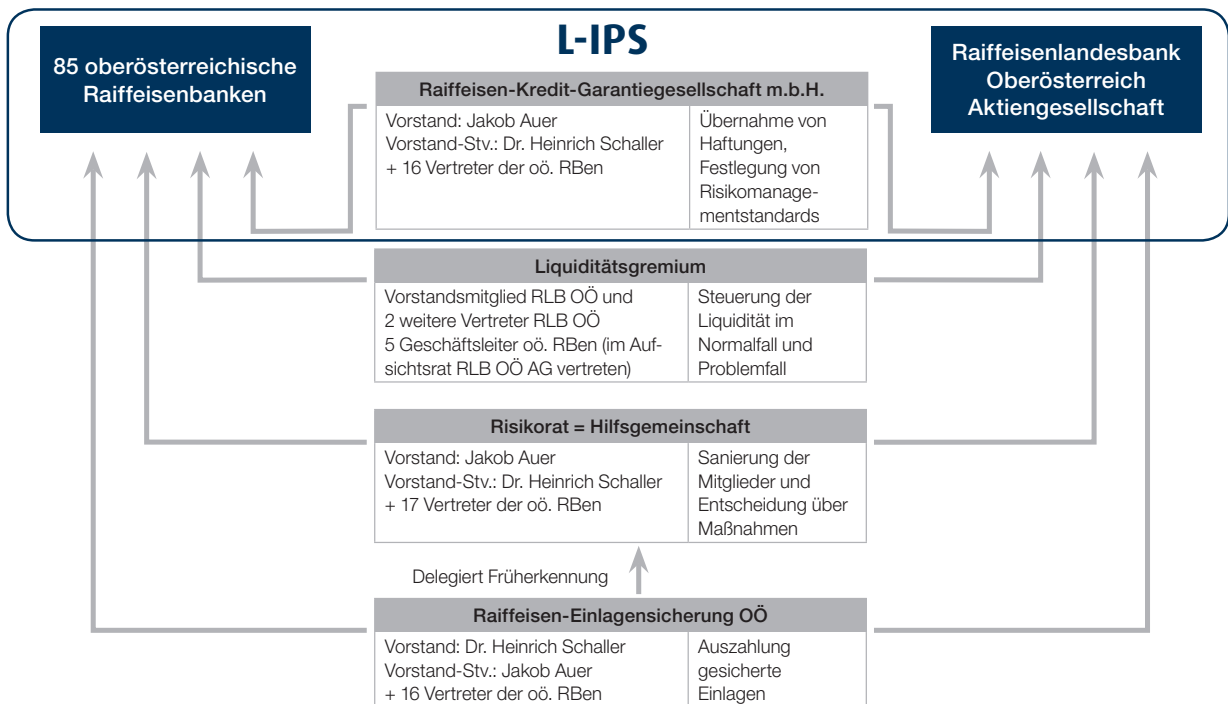 L-IPS
85 oberösterreichische
Raiffeisenbanken
Raiffeisenlandesbank
Oberösterreich
Aktiengesellschaft
Raiffeisen-Kredit-Garantiegesellschaft m.b.H.
Vorstand: Jakob Auer
Vorstand-Stv.: Dr. Heinrich Schaller
+ 16 Vertreter der oö. RBen
Übernahme von
Haftungen,
Festlegung von
Risikomanage-
mentstandards
Liquiditätsgremium
Vorstandsmitglied RLB OÖ und
2 weitere Vertreter RLB OÖ
5 Geschäftsleiter oö. RBen (im Auf-
sichtsrat RLB OÖ AG vertreten)
Steuerung der
Liquidität im
Normalfall und
Problemfall
Risikorat = Hilfsgemeinschaft
Vorstand: Jakob Auer
Vorstand-Stv.: Dr. Heinrich Schaller
+ 17 Vertreter der oö. RBen
Sanierung der
Mitglieder und
Entscheidung über
Maßnahmen
Delegiert Früherkennung
Raiffeisen-Einlagensicherung OÖ
Vorstand: Dr. Heinrich Schaller
Vorstand-Stv.: Jakob Auer
+ 16 Vertreter der oö. RBen
Auszahlung
gesicherte
Einlagen